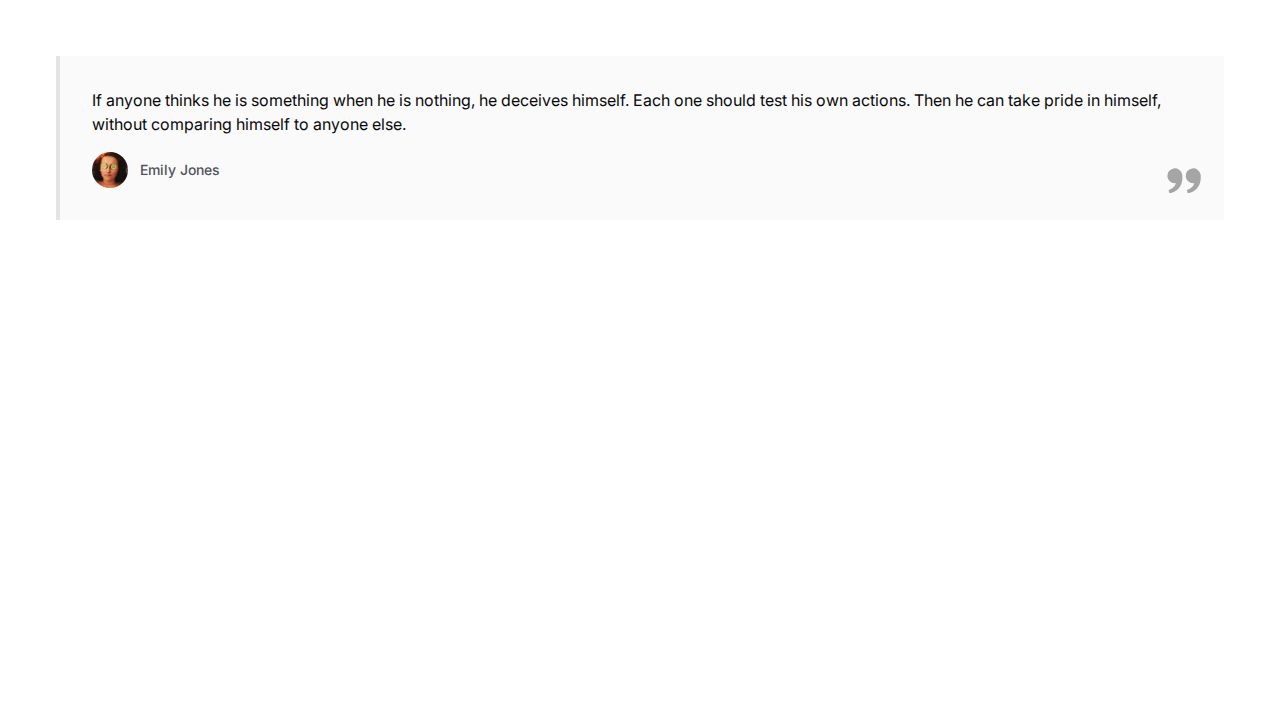 If anyone thinks he is something when he is nothing, he deceives himself. Each one should test his own actions. Then he can take pride in himself,
without comparing himself to anyone else.
Emily Jones